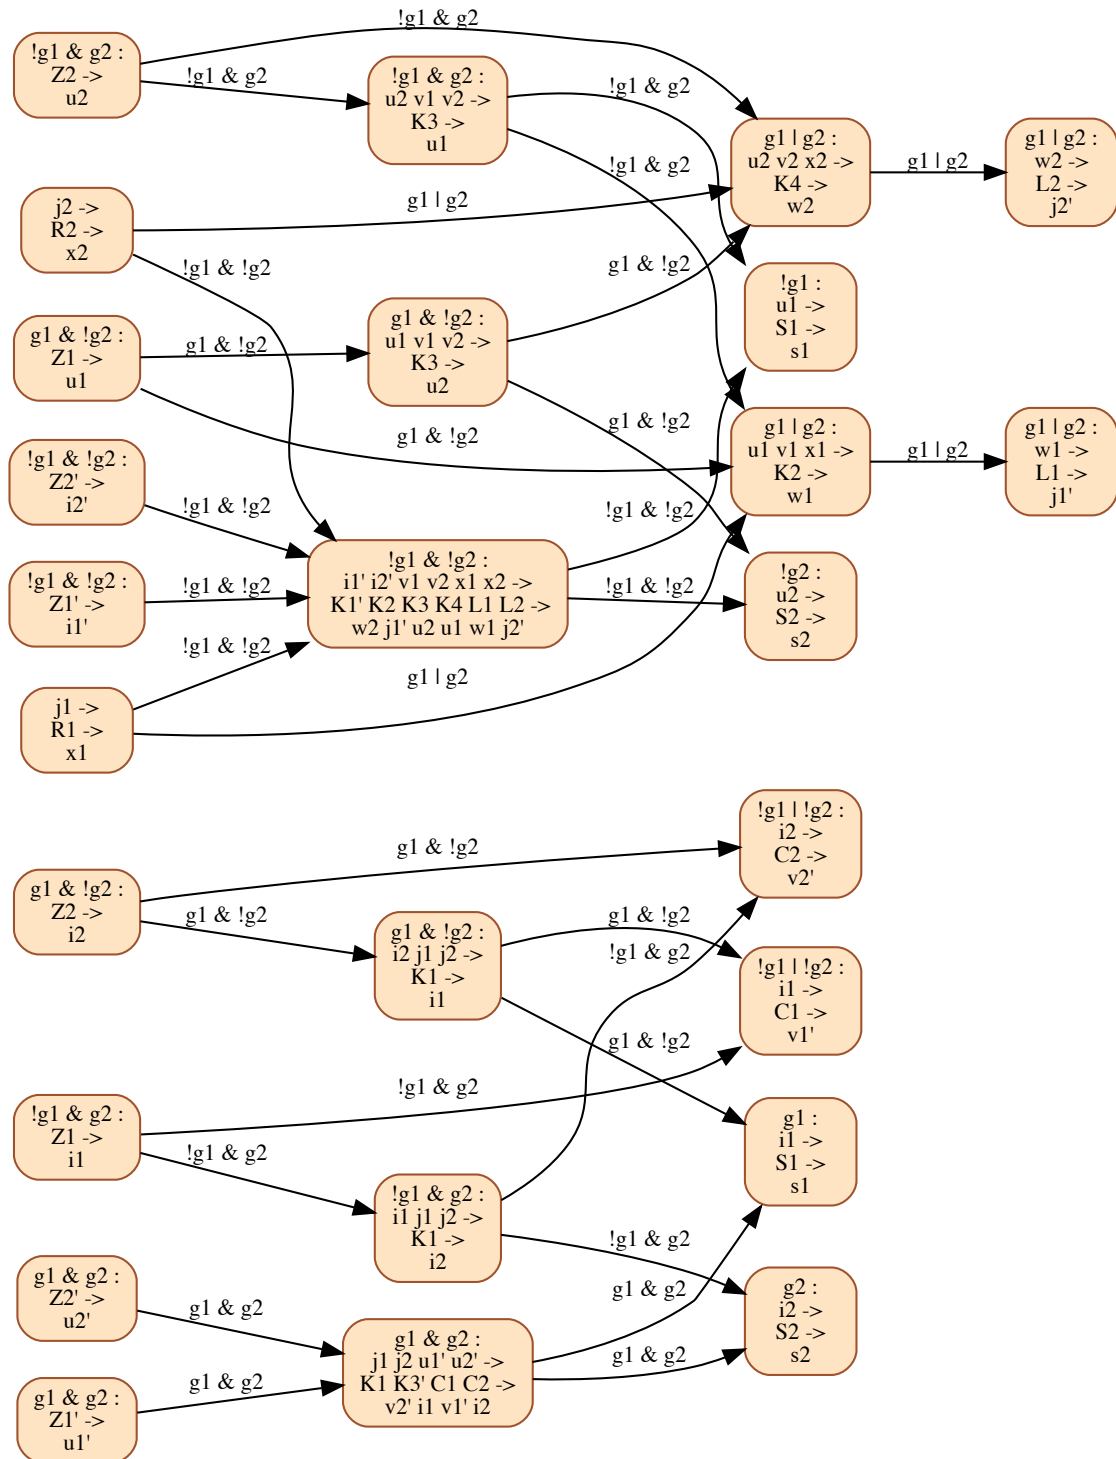 !g1 & g2
!g1 & g2 :
Z2 ->
u2
!g1 & g2
!g1 & g2:
u2 v1 v2 ->
K3 ->
u1
!g1 & g2
g1 | g2:
u2 v2 x2 ->
K4 ->
w2
g1 | g2
g1 | g2:
w2 ->
L2 ->
j2'
!g1 & g2
j2 ->
R2 ->
x2
g1 | g2
!g1 & !g2
g1 & !g2
!g1 :
u1 ->
S1 ->
s1
g1 & !g2 :
Z1 ->
u1
g1 & !g2
g1 & !g2 :
u1 v1 v2 ->
K3 ->
u2
g1 & !g2
g1 & !g2
g1 | g2:
u1 v1 x1 ->
K2 ->
w1
g1 | g2
g1 | g2:
w1 ->
L1 ->
j1'
!g1 & !g2 :
Z2' ->
i2'
!g1 & !g2
!g1 & !g2
!g1 & !g2 :
Z1' ->
i1'
!g1 & !g2
!g1 & !g2:
i1' i2' v1 v2 x1 x2 ->
K1' K2 K3 K4 L1 L2 ->
w2 j1' u2 u1 w1 j2'
!g1 & !g2
!g2 :
u2 ->
S2 ->
s2
!g1 & !g2
g1 | g2
j1 ->
R1 ->
x1
!g1 | !g2 :
i2 ->
C2 ->
v2'
g1 & !g2
g1 & !g2 :
Z2 ->
i2
g1 & !g2
g1 & !g2:
i2 j1 j2 ->
K1 ->
i1
g1 & !g2
!g1 & g2
!g1 | !g2 :
i1 ->
C1 ->
v1'
g1 & !g2
!g1 & g2
!g1 & g2 :
Z1 ->
i1
!g1 & g2
g1 :
i1 ->
S1 ->
s1
!g1 & g2 :
i1 j1 j2 ->
K1 ->
i2
!g1 & g2
g1 & g2
g1 & g2 :
Z2' ->
u2'
g1 & g2
g2 :
i2 ->
S2 ->
s2
g1 & g2 :
j1 j2 u1' u2' ->
K1 K3' C1 C2 ->
v2' i1 v1' i2
g1 & g2
g1 & g2 :
Z1' ->
u1'
g1 & g2